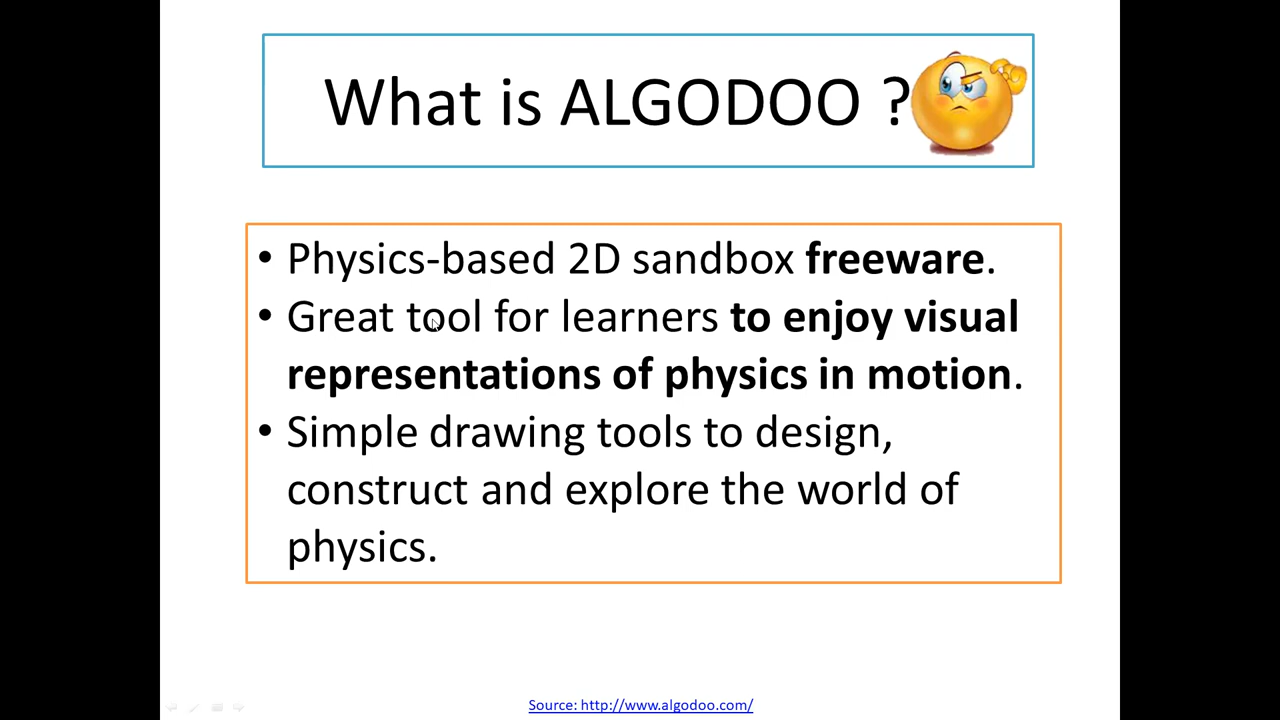 What is ALGODOO ?
• Physics-based 2D sandbox freeware.
• Great tool for learners to enjoy visual
representations of physics in motion.
• Simple drawing tools to design,
construct and explore the world of
physics.
Source: http://www.algodoo.com/